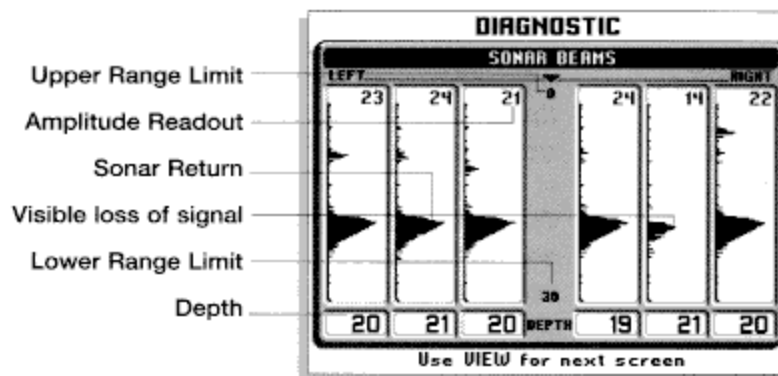 DIAGNOSTIC
SONAR BEAMS
LEFT RIGHT
0
23 24 21 24 14 22
Upper Range Limit
Amplitude Readout
Sonar Return
Visible loss of signal
Lower Range Limit
30
Depth
20 21 20 DEPTH 19 21 20
Use VIEW for next screen